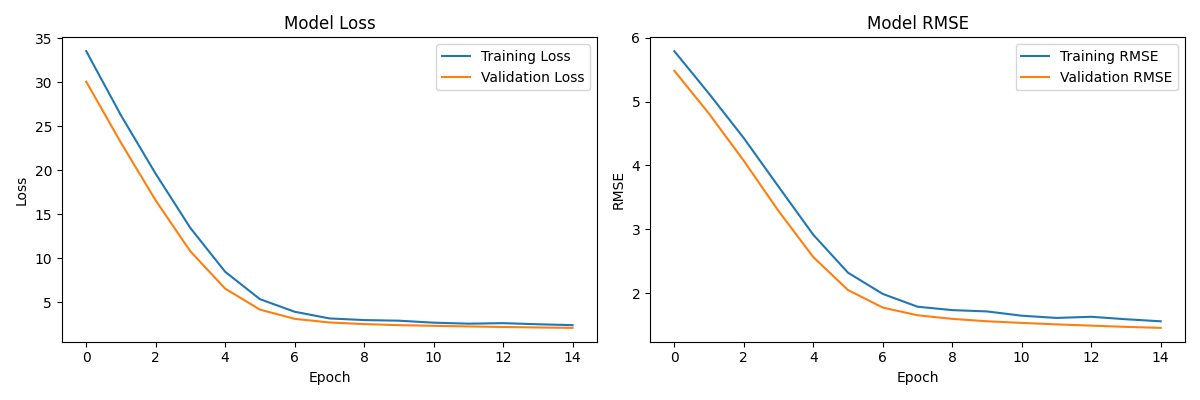 Model Loss
35
30
25
20
15
10
5
Loss
0 2 4 6 8 10 12 14
Epoch
Training Loss
Validation Loss
Model RMSE
6
5
4
3
2
RMSE
0 2 4 6 8 10 12 14
Epoch
Training RMSE
Validation RMSE